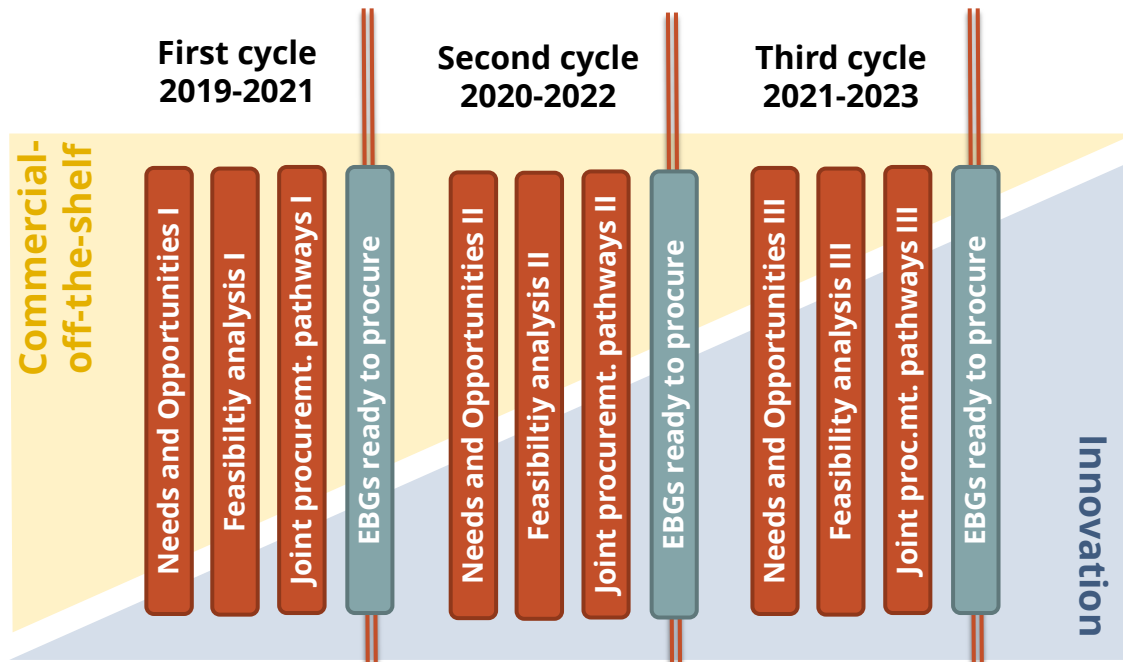 First cycle
2019-2021
Second cycle
2020-2022
Third cycle
2021-2023
Commercial-
off-the-shelf
Needs and Opportunities I
Feasibiltiy analysis I
Joint procuremt. pathways I
EBGs ready to procure
Needs and Opportunities II
Feasibiltiy analysis II
Joint procuremt. pathways II
EBGs ready to procure
Needs and Opportunities III
Feasibility analysis III
Joint proc.mt. pathways III
EBGs ready to procure
Innovation